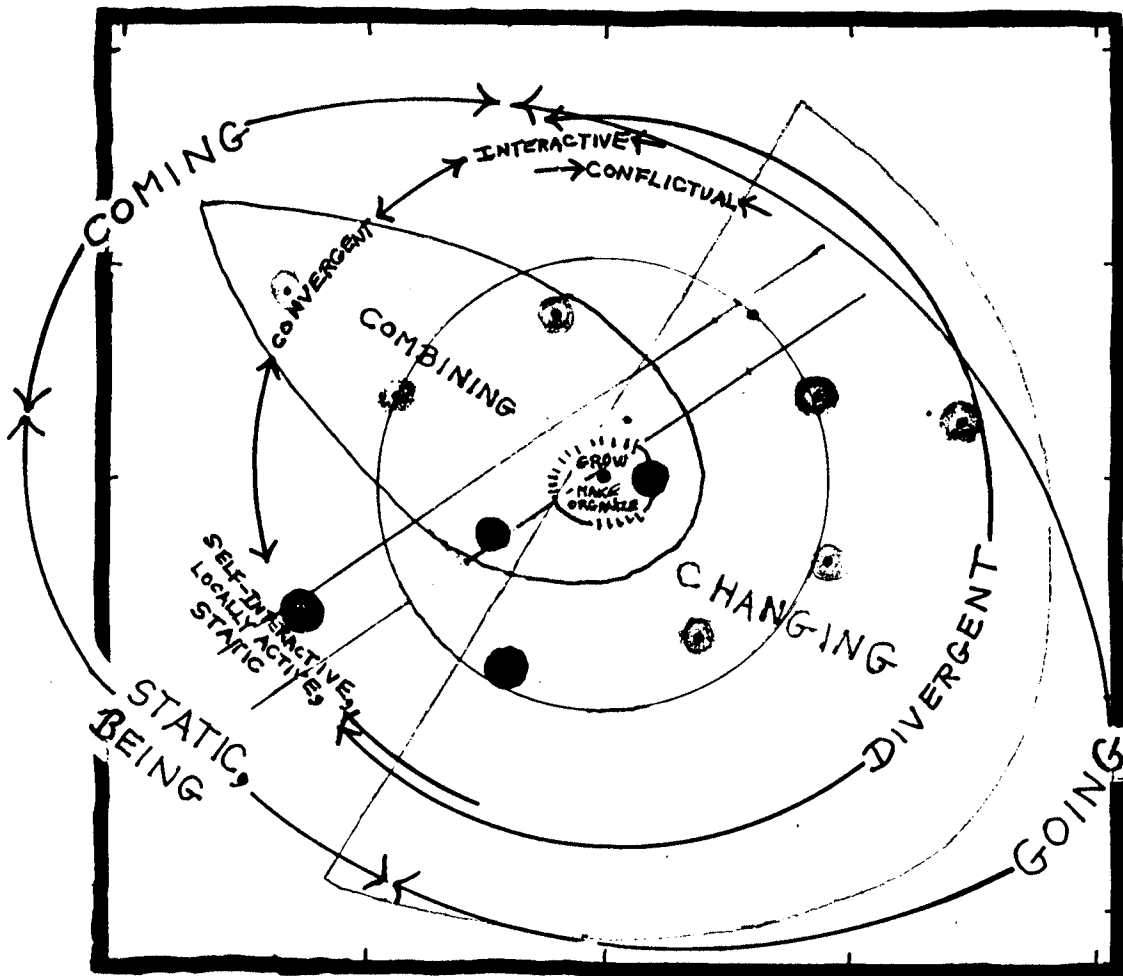 COMING
INTERACTIVE
CONFLICTUAL
CONVERGENT
COMBINING
GROW
MAKE
ORGANIZE
SELF-INTERACTIVE,
LOCALLY ACTIVE,
STATIC
CHANGING
DIVERGENT
STATIC,
BEING
GOING